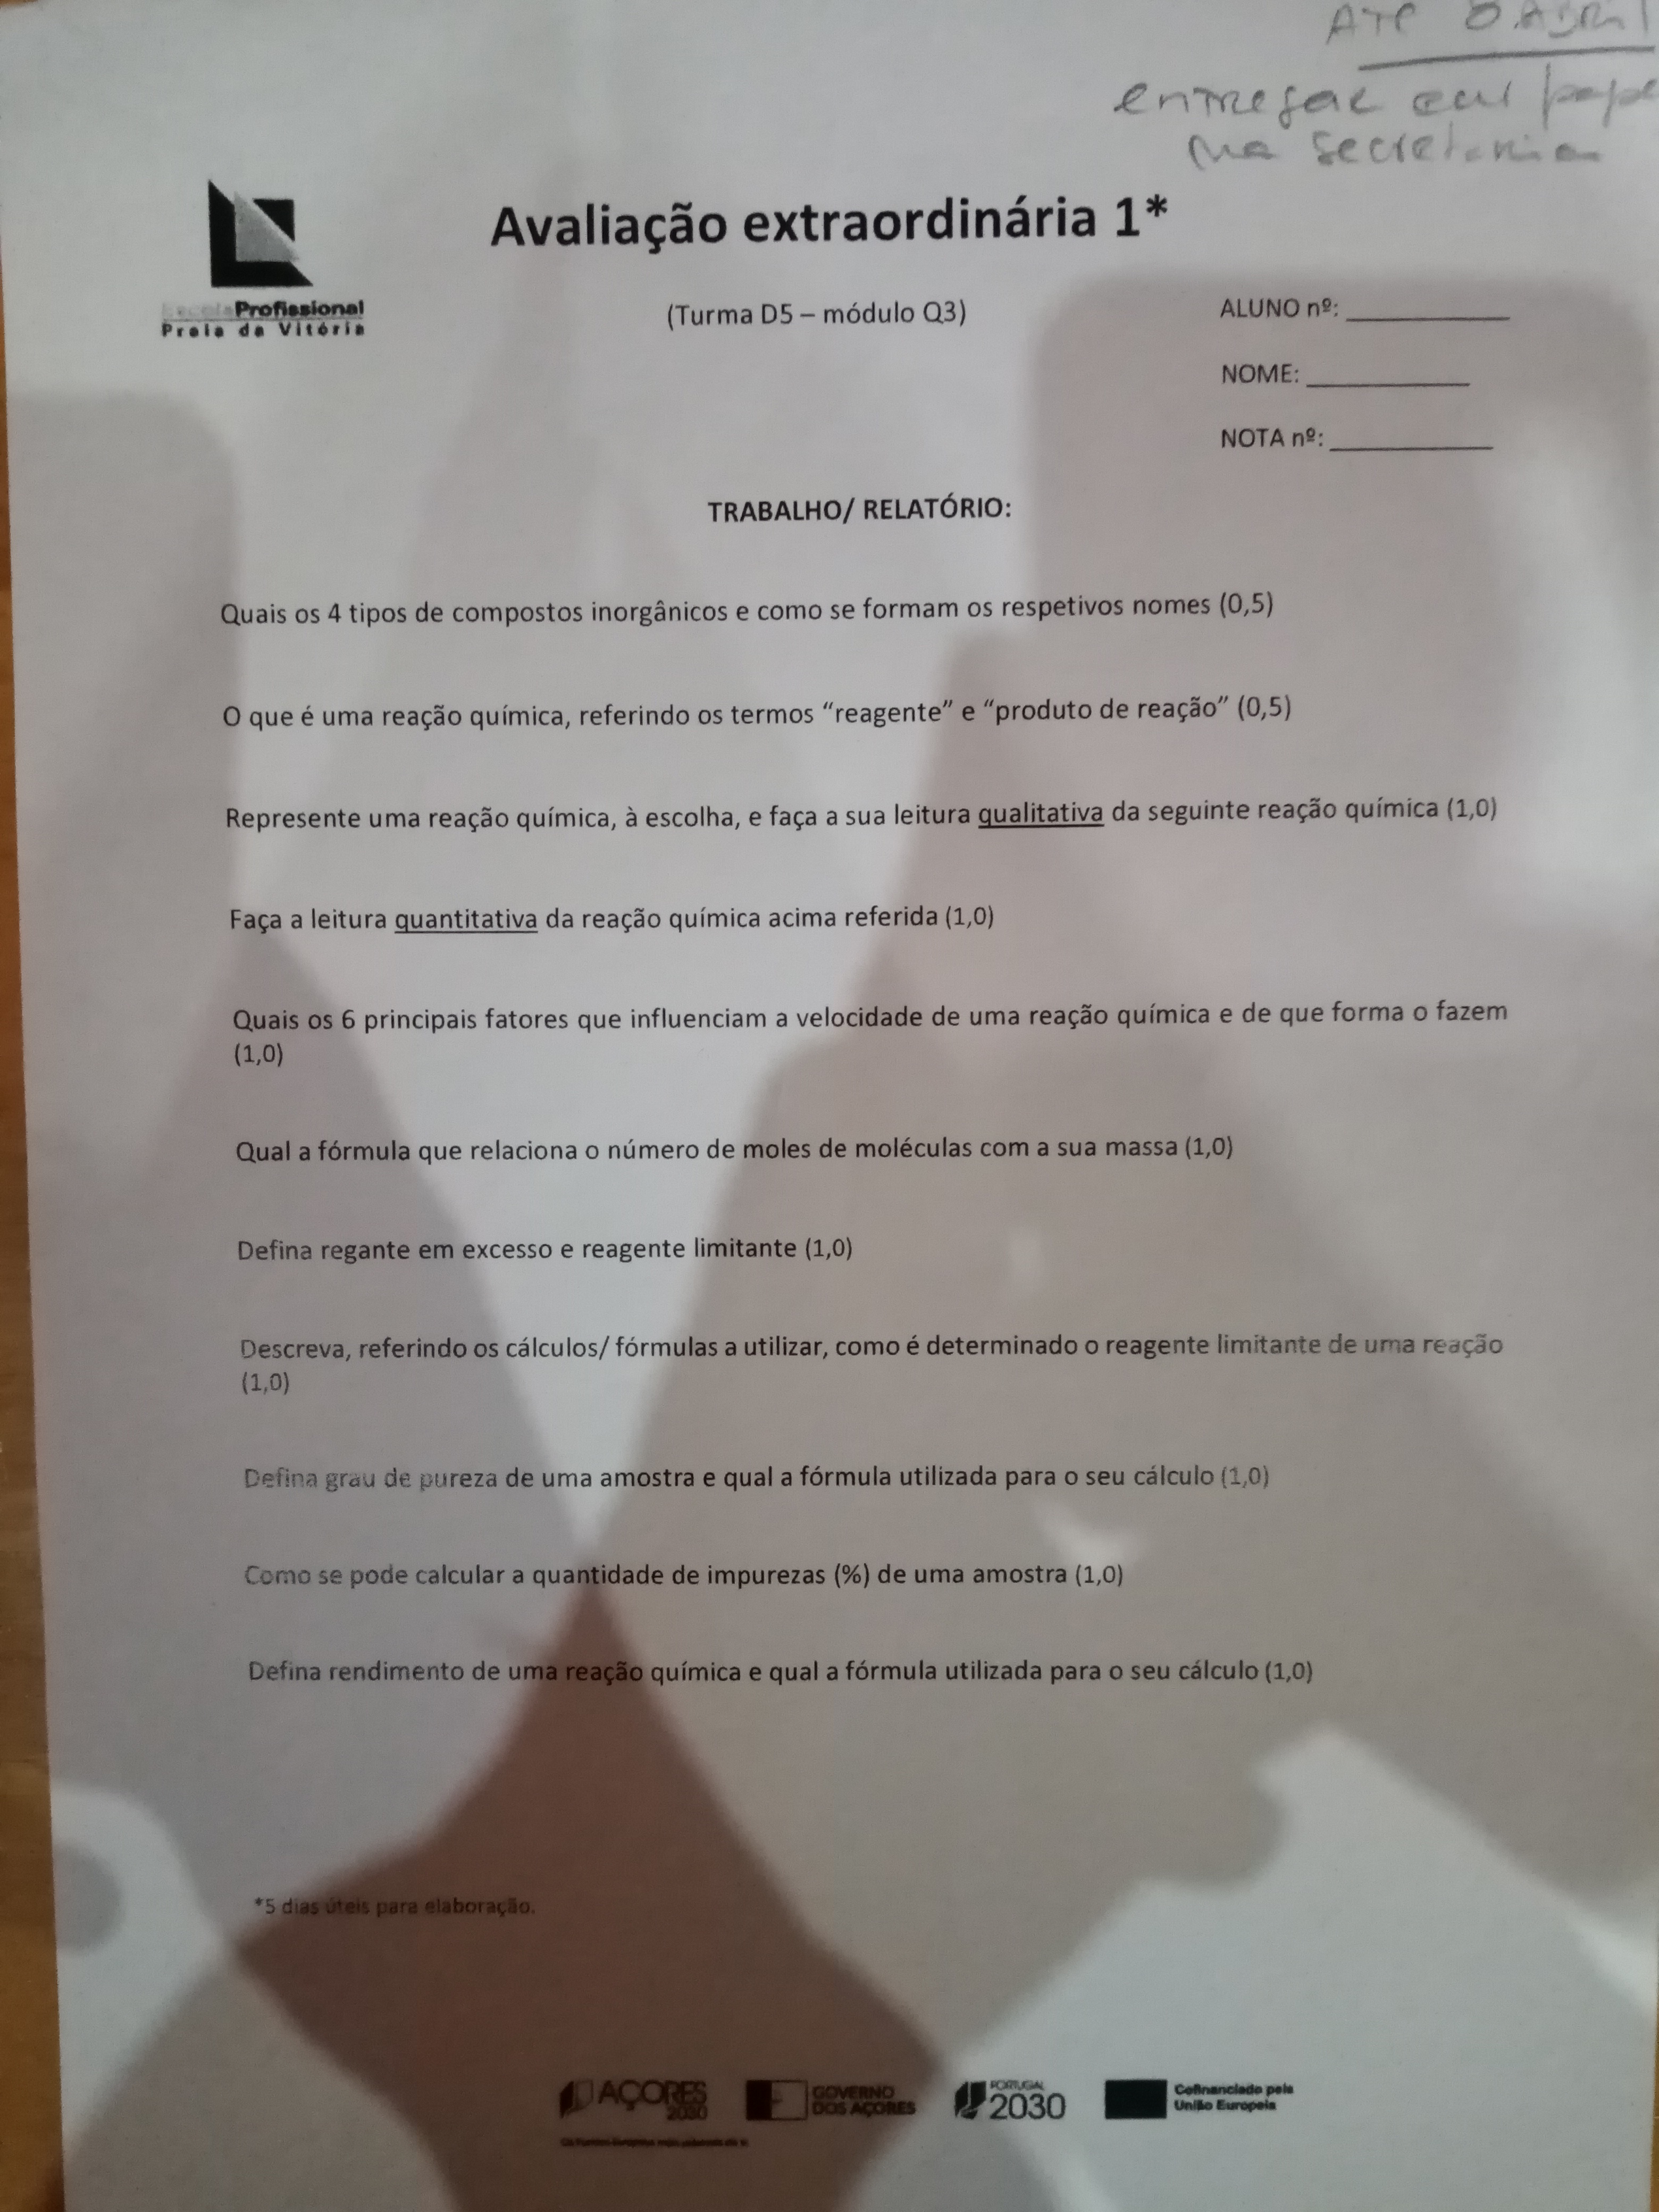 ATÉ 8 ABRIL
entregar em pape
na secretaria
Avaliação extraordinária 1*
EscolaProfissional
Praia da Vitória
(Turma D5 – módulo Q3)
ALUNO nº: ____________
NOME: ____________
NOTA nº: ____________
TRABALHO/ RELATÓRIO:
Quais os 4 tipos de compostos inorgânicos e como se formam os respetivos nomes (0,5)
O que é uma reação química, referindo os termos “reagente” e “produto de reação” (0,5)
Represente uma reação química, à escolha, e faça a sua leitura qualitativa da seguinte reação química (1,0)
Faça a leitura quantitativa da reação química acima referida (1,0)
Quais os 6 principais fatores que influenciam a velocidade de uma reação química e de que forma o fazem
(1,0)
Qual a fórmula que relaciona o número de moles de moléculas com a sua massa (1,0)
Defina regante em excesso e reagente limitante (1,0)
Descreva, referindo os cálculos/ fórmulas a utilizar, como é determinado o reagente limitante de uma reação
(1,0)
Defina grau de pureza de uma amostra e qual a fórmula utilizada para o seu cálculo (1,0)
Como se pode calcular a quantidade de impurezas (%) de uma amostra (1,0)
Defina rendimento de uma reação química e qual a fórmula utilizada para o seu cálculo (1,0)
*5 dias úteis para elaboração.
AÇORES
2030
GOVERNO
DOS AÇORES
PORTUGAL
2030
Cofinanciado pela
União Europeia